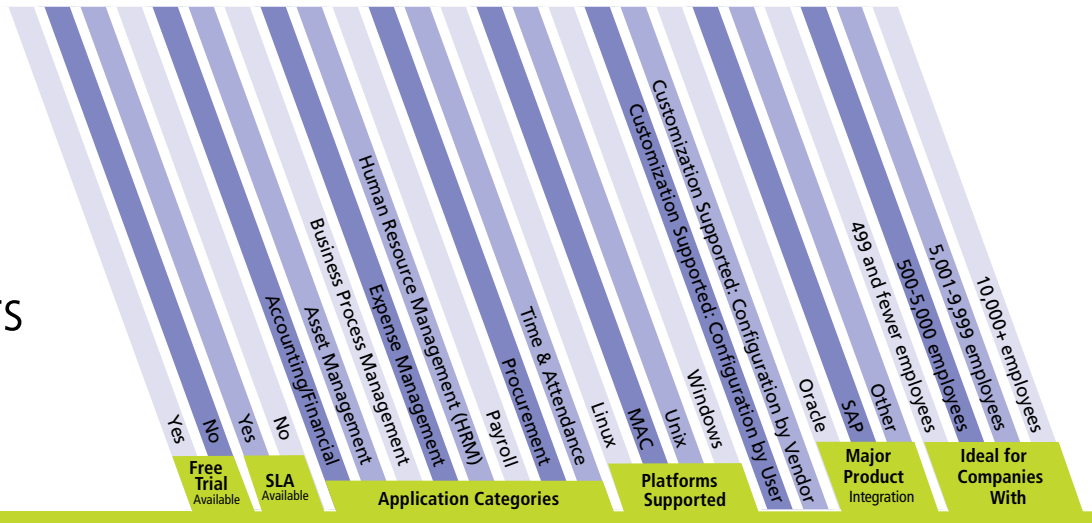 TS
Yes
No
Yes
No
Accounting/Financial
Asset Management
Business Process Management
Expense Management
Human Resource Management (HRM)
Payroll
Procurement
Time & Attendance
Linux
MAC
Unix
Windows
Customization Supported: Configuration by User
Customization Supported: Configuration by Vendor
Oracle
SAP
Other
499 and fewer employees
500-5,000 employees
5,001-9,999 employees
10,000+ employees
Free
Trial
Available
SLA
Available
Application Categories
Platforms
Supported
Major
Product
Integration
Ideal for
Companies
With